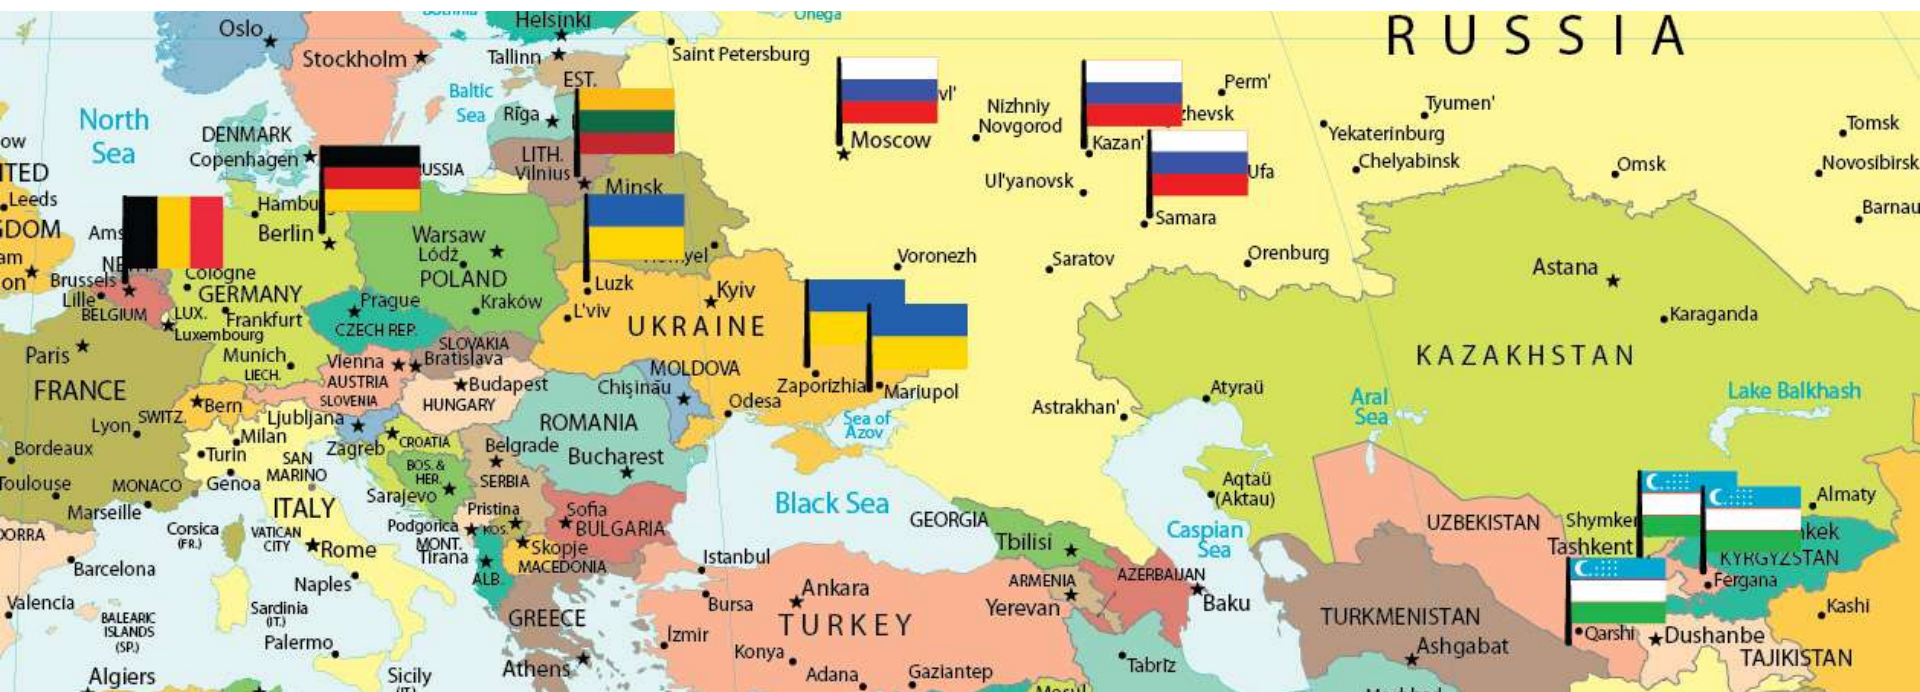 Helsinki
Onega
Oslo
Stockholm
Tallinn
Saint Petersburg
RUSSIA
EST.
Baltic
Sea
Rīga
North
Sea
DENMARK
Copenhagen
LITH.
Vilnius
Minsk
Moscow
Nizhniy
Novgorod
Perm'
Kazan'
Ul'yanovsk
Ufa
Samara
Yekaterinburg
Chelyabinsk
Tyumen'
Omsk
Tomsk
Novosibirsk
Leeds
Berlin
Warsaw
Lódź
POLAND
Kraków
Brussels
Lille
BELGIUM
Cologne
GERMANY
LUX.
Luxembourg
Frankfurt
Prague
CZECH REP.
Luzk
L'viv
Kyiv
UKRAINE
Voronezh
Saratov
Orenburg
Astana
Karaganda
KAZAKHSTAN
Paris
FRANCE
Munich
LIECH.
Vienna
AUSTRIA
SLOVENIA
SLOVAKIA
Bratislava
Budapest
HUNGARY
MOLDOVA
Chişinău
Zaporizhia
Mariupol
Odesa
Sea of
Azov
Astrakhan'
Atyraū
Aral
Sea
Lake Balkhash
Lyon
SWITZ.
Bern
Ljubljana
Zagreb
CROATIA
ROMANIA
Bucharest
Belgrade
SERBIA
BOS. &
HER.
Sarajevo
Bordeaux
Toulouse
Marseille
MONACO
Milan
Turin
Genoa
SAN
MARINO
ITALY
Corsica
(FR.)
VATICAN
CITY
Rome
Naples
Pristina
KOS.
Podgorica
MONT.
Tirana
ALB.
Sofia
BULGARIA
Skopje
MACEDONIA
Black Sea
GEORGIA
Tbilisi
Caspian
Sea
Aqtaū
(Aktau)
UZBEKISTAN
Tashkent
Almaty
KYRGYZSTAN
Fergana
Barcelona
Valencia
BALEARIC
ISLANDS
(SP.)
Sardinia
(IT.)
Palermo
Sicily
(IT.)
Algiers
GREECE
Athens
Istanbul
Bursa
İzmir
Ankara
TURKEY
Konya
Adana
Gaziantep
ARMENIA
Yerevan
AZERBAIJAN
Baku
Tabrīz
TURKMENISTAN
Ashgabat
Qarshi
Dushanbe
TAJIKISTAN
Kashi